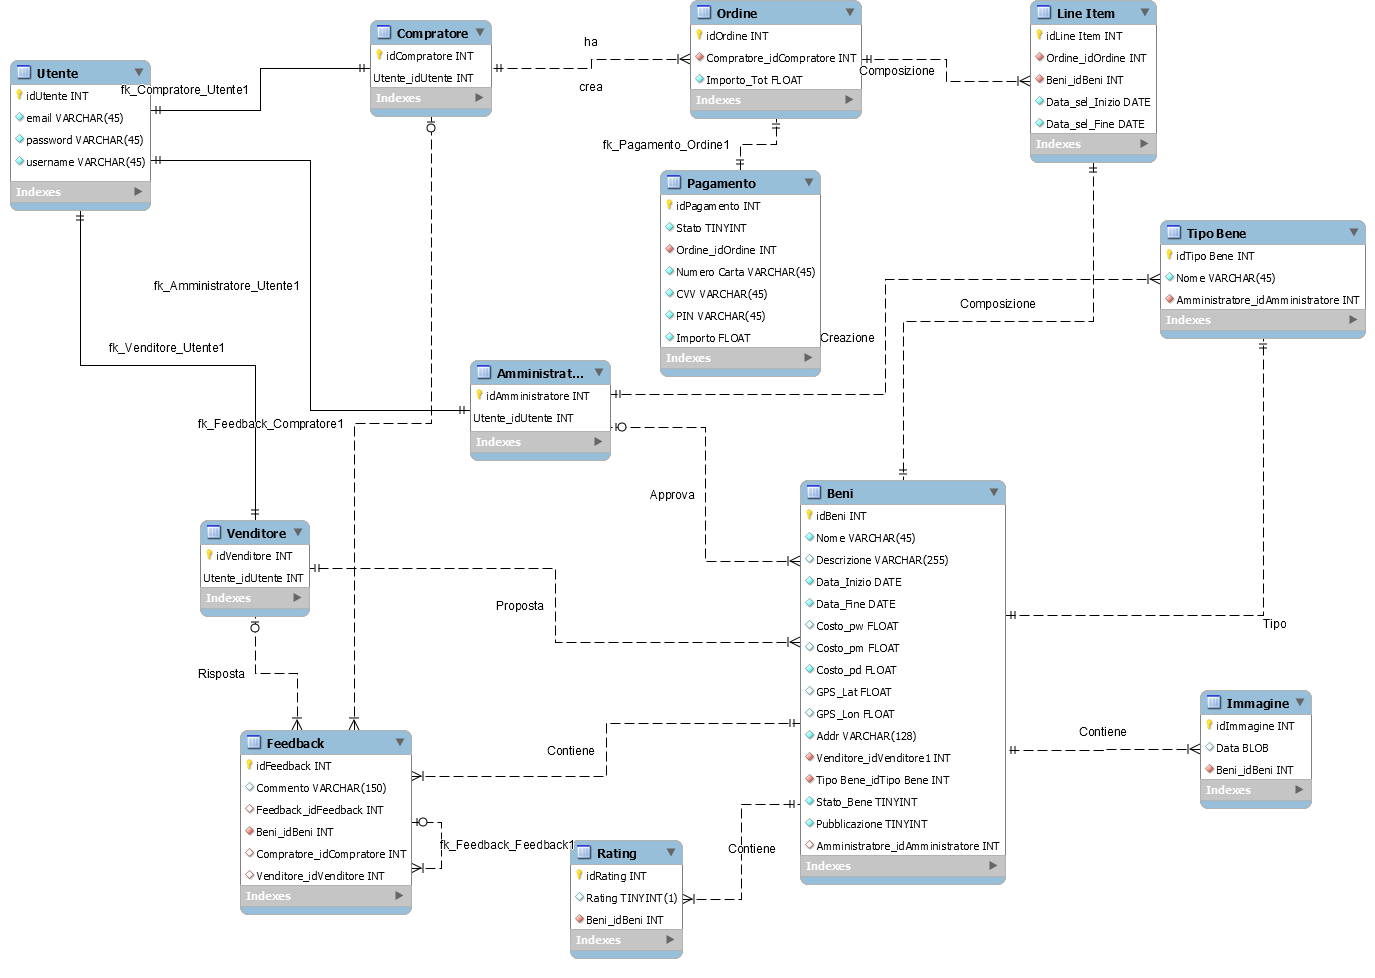 Utente
idUtente INT
email VARCHAR(45)
password VARCHAR(45)
username VARCHAR(45)
Indexes
fk_Compratore_Utente1
Compratore
idCompratore INT
Utente_idUtente INT
Indexes
ha
crea
Ordine
idOrdine INT
Compratore_idCompratore INT
Importo_Tot FLOAT
Indexes
Composizione
Line Item
idLine Item INT
Ordine_idOrdine INT
Beni_idBeni INT
Data_sel_Inizio DATE
Data_sel_Fine DATE
Indexes
fk_Pagamento_Ordine1
Pagamento
idPagamento INT
Stato TINYINT
Ordine_idOrdine INT
Numero Carta VARCHAR(45)
CVV VARCHAR(45)
PIN VARCHAR(45)
Importo FLOAT
Indexes
Tipo Bene
idTipo Bene INT
Nome VARCHAR(45)
Amministratore_idAmministratore INT
Indexes
fk_Amministratore_Utente1
Composizione
Creazione
fk_Venditore_Utente1
Amministrat...
idAmministratore INT
Utente_idUtente INT
Indexes
fk_Feedback_Compratore1
Approva
Venditore
idVenditore INT
Utente_idUtente INT
Indexes
Proposta
Beni
idBeni INT
Nome VARCHAR(45)
Descrizione VARCHAR(255)
Data_Inizio DATE
Data_Fine DATE
Costo_pw FLOAT
Costo_pm FLOAT
Costo_pd FLOAT
GPS_Lat FLOAT
GPS_Lon FLOAT
Addr VARCHAR(128)
Venditore_idVenditore1 INT
Tipo Bene_idTipo Bene INT
Stato_Bene TINYINT
Pubblicazione TINYINT
Amministratore_idAmministratore INT
Indexes
Tipo
Risposta
Contiene
Contiene
Immagine
idImmagine INT
Data BLOB
Beni_idBeni INT
Indexes
Feedback
idFeedback INT
Commento VARCHAR(150)
Feedback_idFeedback INT
Beni_idBeni INT
Compratore_idCompratore INT
Venditore_idVenditore INT
Indexes
fk_Feedback_Feedback1
Contiene
Rating
idRating INT
Rating TINYINT(1)
Beni_idBeni INT
Indexes